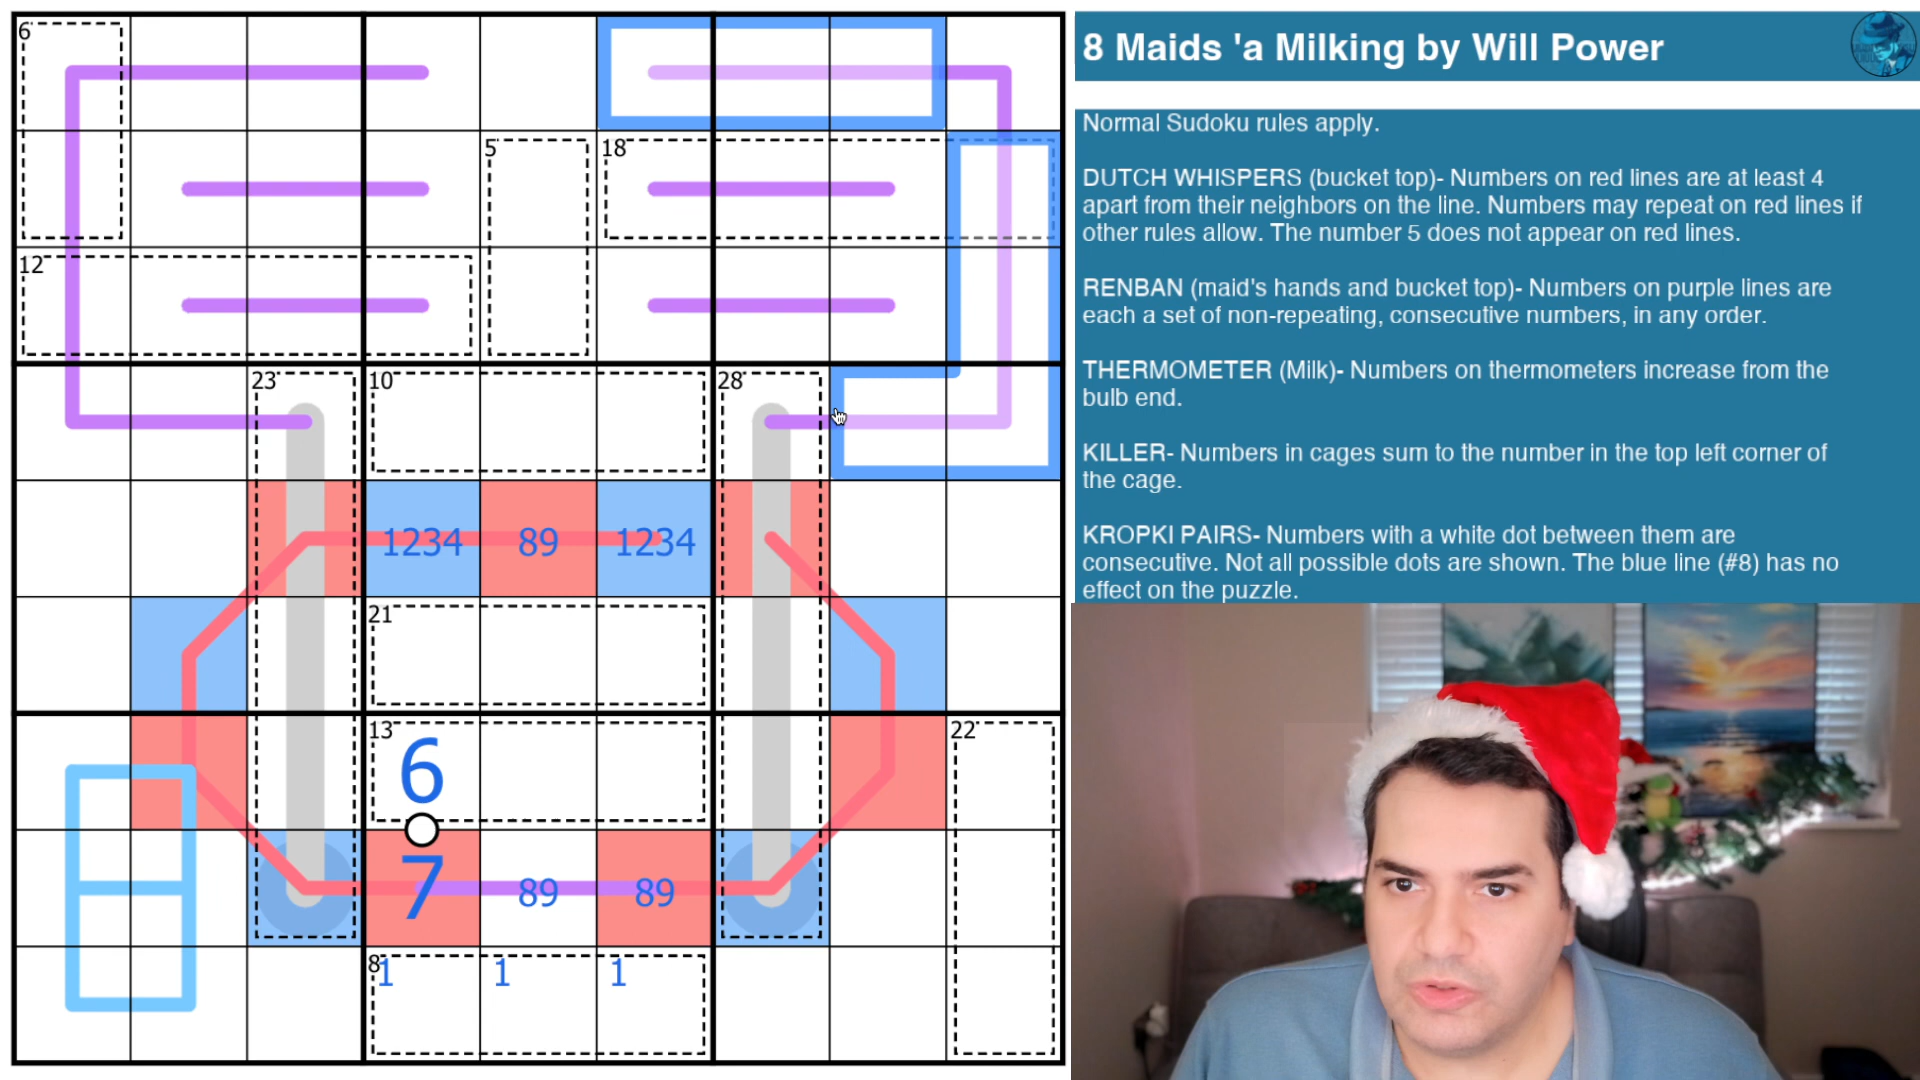 8 Maids 'a Milking by Will Power
Normal Sudoku rules apply.
DUTCH WHISPERS (bucket top)- Numbers on red lines are at least 4
apart from their neighbors on the line. Numbers may repeat on red lines if
other rules allow. The number 5 does not appear on red lines.
RENBAN (maid's hands and bucket top)- Numbers on purple lines are
each a set of non-repeating, consecutive numbers, in any order.
THERMOMETER (Milk)- Numbers on thermometers increase from the
bulb end.
KILLER- Numbers in cages sum to the number in the top left corner of
the cage.
KROPKI PAIRS- Numbers with a white dot between them are
consecutive. Not all possible dots are shown. The blue line (#8) has no
effect on the puzzle.
6
5 18
12
23 10 28
1234 89 1234
21
13 6 22
7 89 89
8 1 1 1